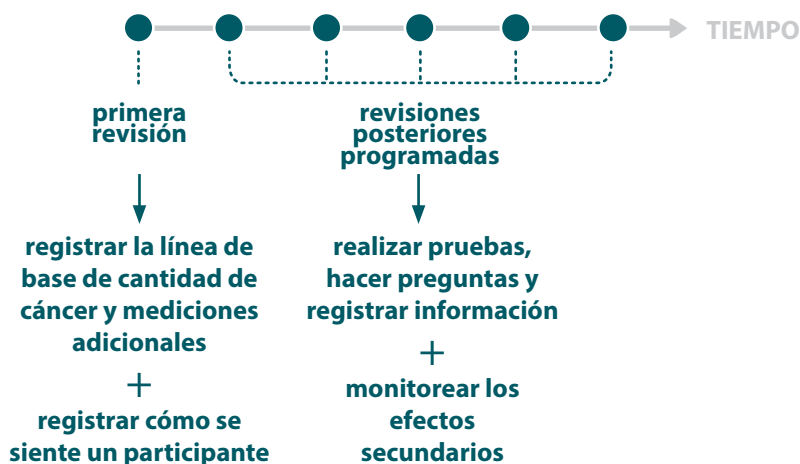 TIEMPO
primera
revisión
registrar la línea de
base de cantidad de
cáncer y mediciones
adicionales
+
registrar cómo se
siente un participante
revisiones
posteriores
programadas
realizar pruebas,
hacer preguntas y
registrar información
+
monitorear los
efectos
secundarios